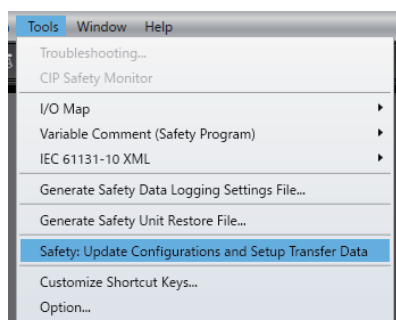 Tools Window Help
Troubleshooting...
CIP Safety Monitor
I/O Map
Variable Comment (Safety Program)
IEC 61131-10 XML
Generate Safety Data Logging Settings File...
Generate Safety Unit Restore File...
Safety: Update Configurations and Setup Transfer Data
Customize Shortcut Keys...
Option...